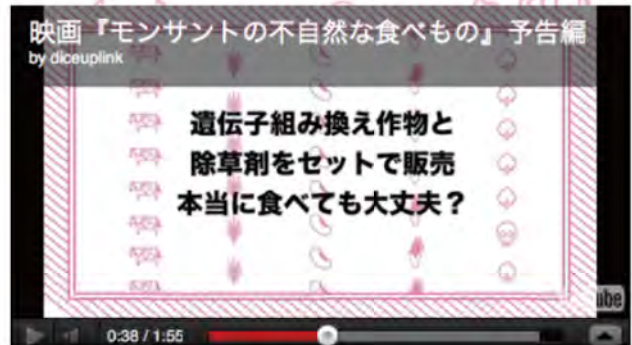 映画『モンサントの不自然な食べもの』予告編
by diceuplink
遺伝子組み換え作物と
除草剤をセットで販売
本当に食べても大丈夫？
ube
0:38 / 1:55